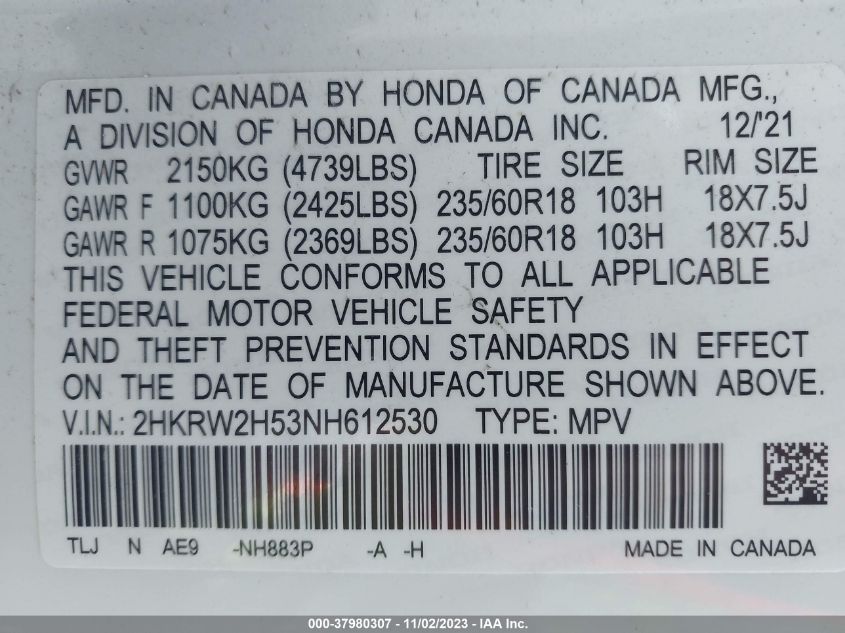 MFD. IN CANADA BY HONDA OF CANADA MFG.,
A DIVISION OF HONDA CANADA INC. 12/'21
GVWR 2150KG (4739LBS) TIRE SIZE RIM SIZE
GAWR F 1100KG (2425LBS) 235/60R18 103H 18X7.5J
GAWR R 1075KG (2369LBS) 235/60R18 103H 18X7.5J
THIS VEHICLE CONFORMS TO ALL APPLICABLE
FEDERAL MOTOR VEHICLE SAFETY
AND THEFT PREVENTION STANDARDS IN EFFECT
ON THE DATE OF MANUFACTURE SHOWN ABOVE.
V.I.N.: 2HKRW2H53NH612530 TYPE: MPV
TLJ N AE9 -NH883P -A -H MADE IN CANADA
000-37980307 - 11/02/2023 - IAA Inc.